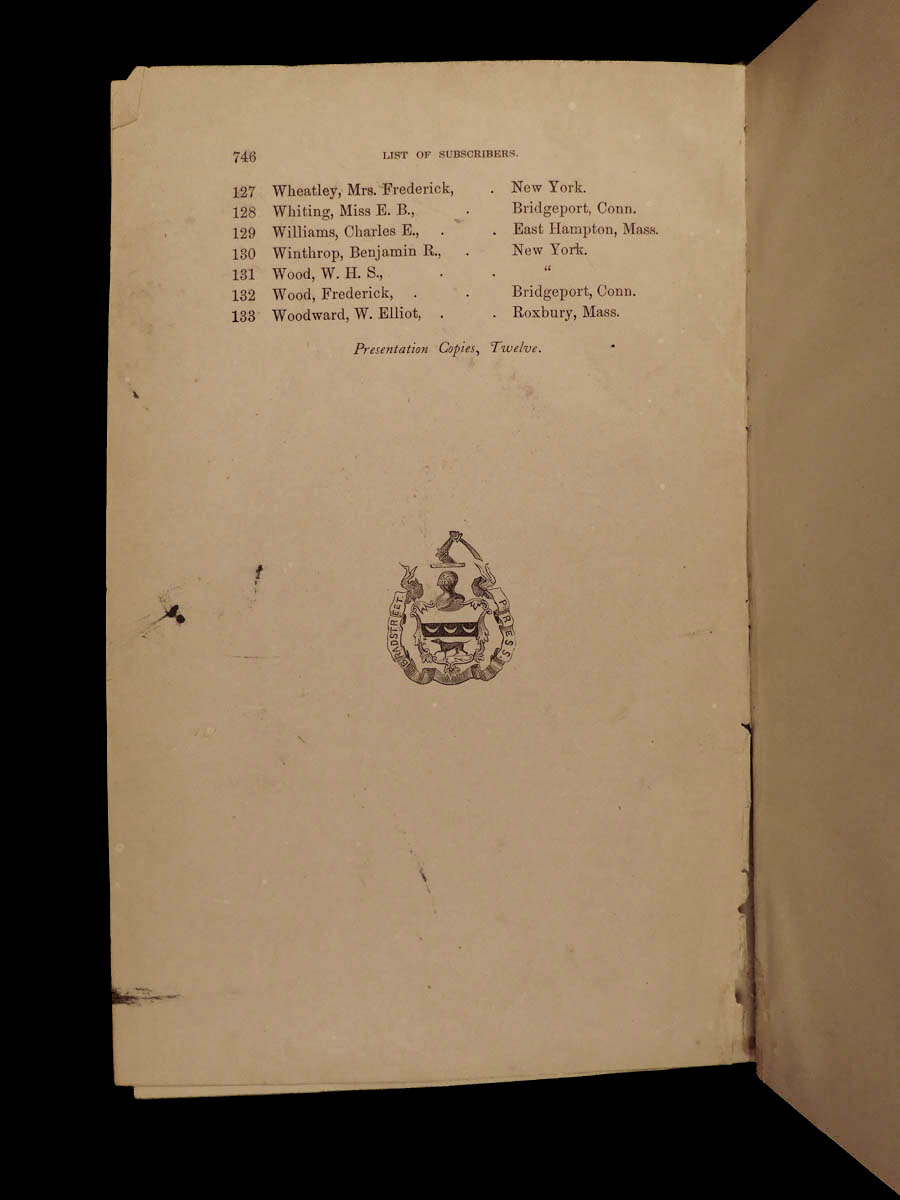 746 LIST OF SUBSCRIBERS.
127 Wheatley, Mrs. Frederick, . New York.
128 Whiting, Miss E. B., . Bridgeport, Conn.
129 Williams, Charles E., . . East Hampton, Mass.
130 Winthrop, Benjamin R., . New York.
131 Wood, W. H. S., . . “
132 Wood, Frederick, . . Bridgeport, Conn.
133 Woodward, W. Elliot, . . Roxbury, Mass.
Presentation Copies, Twelve.
BRADSTREET PRESS.